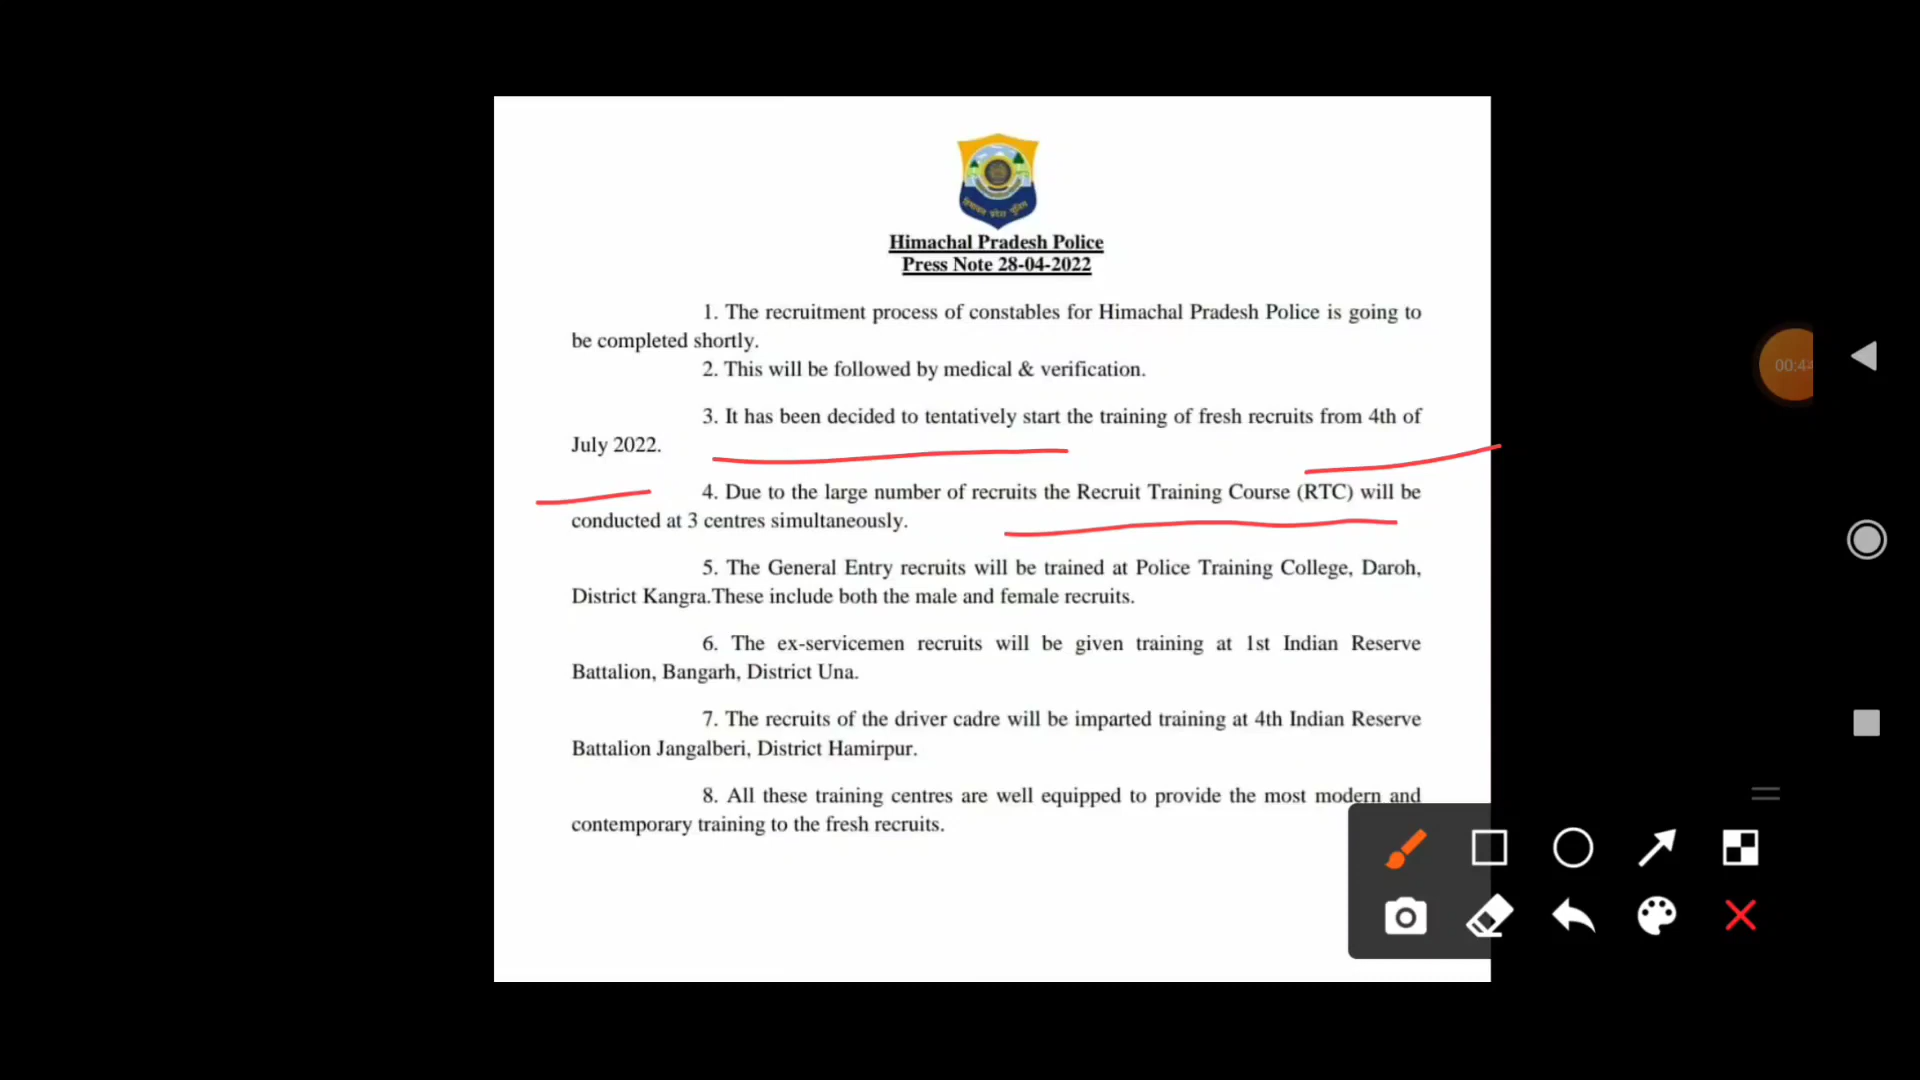 हिमाचल प्रदेश पुलिस
Himachal Pradesh Police
Press Note 28-04-2022
1. The recruitment process of constables for Himachal Pradesh Police is going to
be completed shortly.
2. This will be followed by medical & verification.
3. It has been decided to tentatively start the training of fresh recruits from 4th of
July 2022.
4. Due to the large number of recruits the Recruit Training Course (RTC) will be
conducted at 3 centres simultaneously.
5. The General Entry recruits will be trained at Police Training College, Daroh,
District Kangra.These include both the male and female recruits.
6. The ex-servicemen recruits will be given training at 1st Indian Reserve
Battalion, Bangarh, District Una.
7. The recruits of the driver cadre will be imparted training at 4th Indian Reserve
Battalion Jangalberi, District Hamirpur.
8. All these training centres are well equipped to provide the most modern and
contemporary training to the fresh recruits.